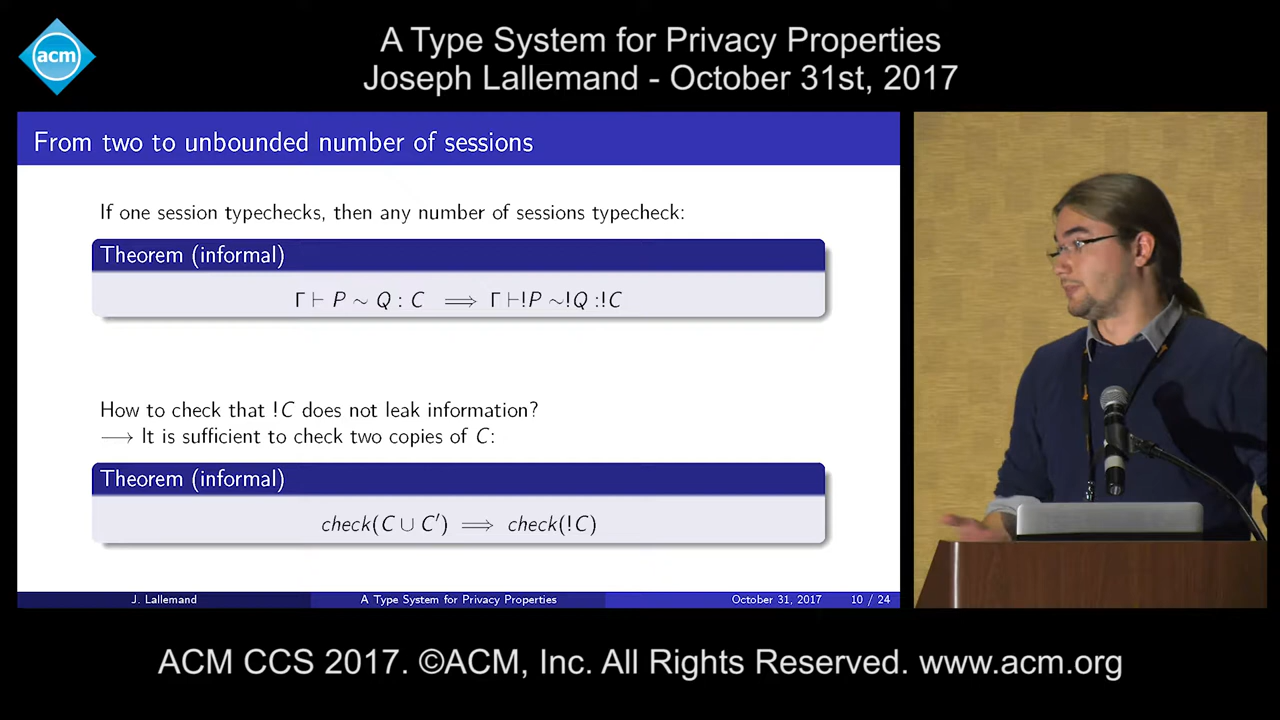 acm
A Type System for Privacy Properties
Joseph Lallemand - October 31st, 2017
From two to unbounded number of sessions
If one session typechecks, then any number of sessions typecheck:
Theorem (informal)
Γ ⊢ P ∼ Q : C ⟹ Γ ⊢!P ∼!Q :!C
How to check that !C does not leak information?
⟶ It is sufficient to check two copies of C:
Theorem (informal)
check(C ∪ C′) ⟹ check(!C)
J. Lallemand A Type System for Privacy Properties October 31, 2017 10 / 24
ACM CCS 2017. ©ACM, Inc. All Rights Reserved. www.acm.org